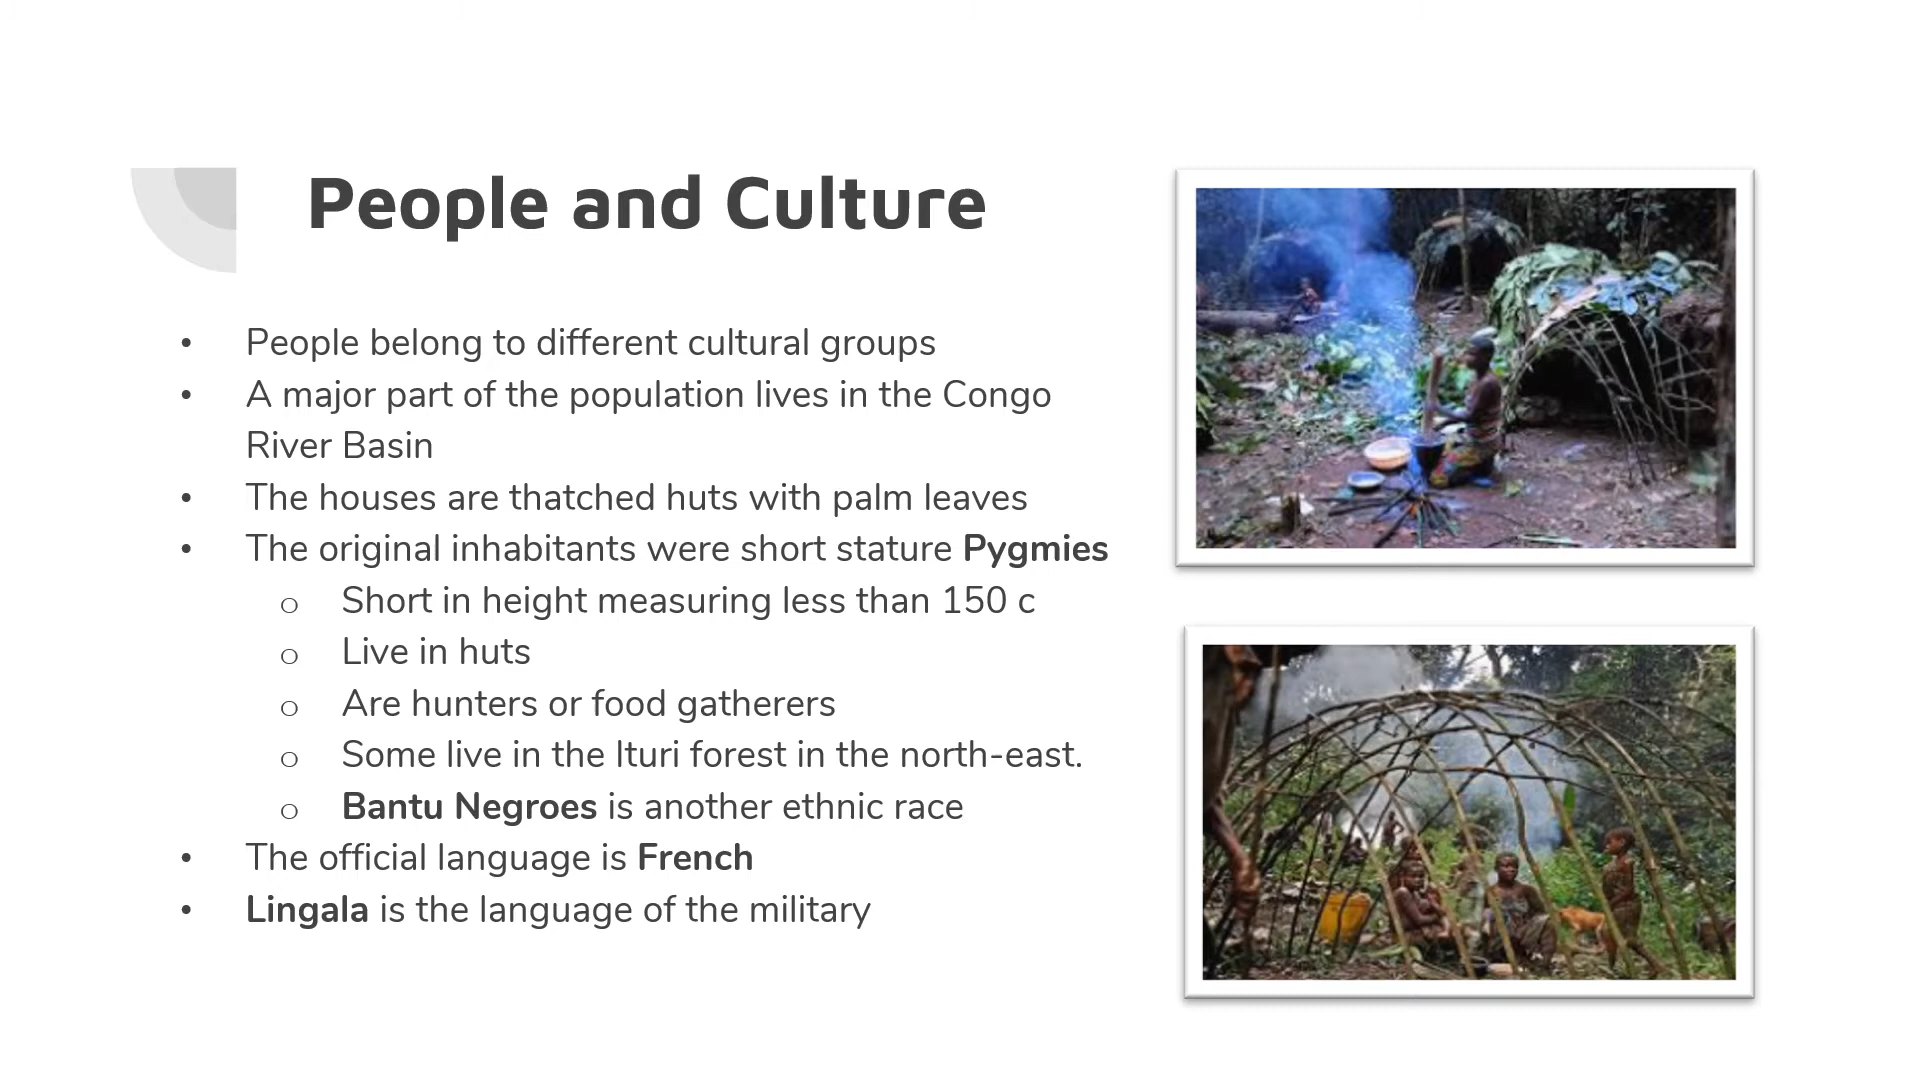 People and Culture
• People belong to different cultural groups
• A major part of the population lives in the Congo
River Basin
• The houses are thatched huts with palm leaves
• The original inhabitants were short stature Pygmies
o Short in height measuring less than 150 c
o Live in huts
o Are hunters or food gatherers
o Some live in the Ituri forest in the north-east.
o Bantu Negroes is another ethnic race
• The official language is French
• Lingala is the language of the military